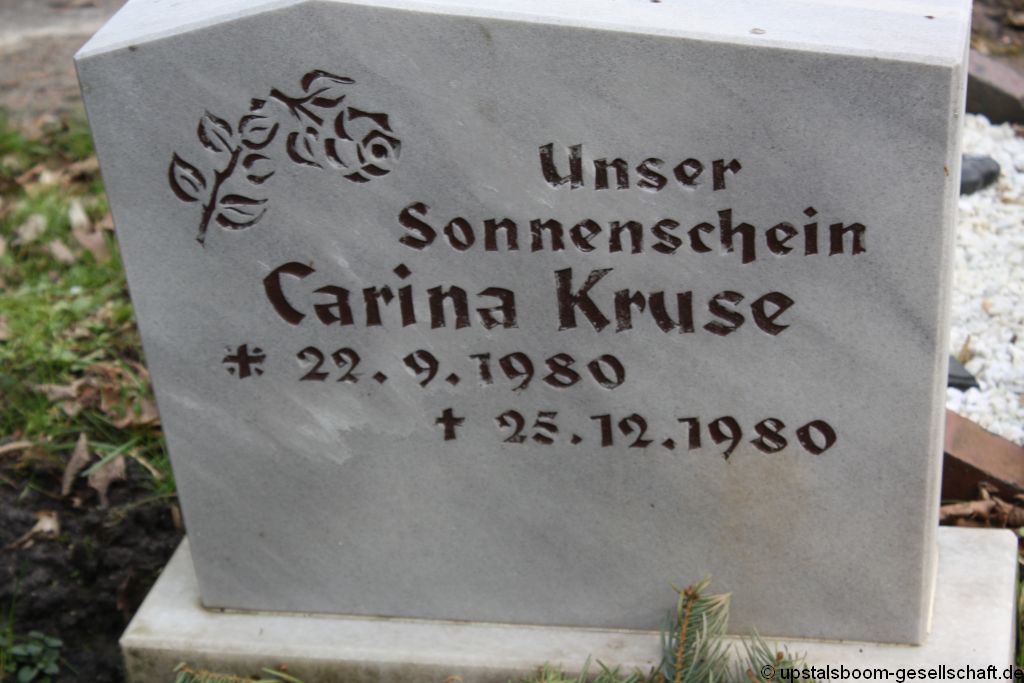 Unser
Sonnenschein
Carina Kruse
* 22.9.1980
† 25.12.1980
© upstalsboom-gesellschaft.de